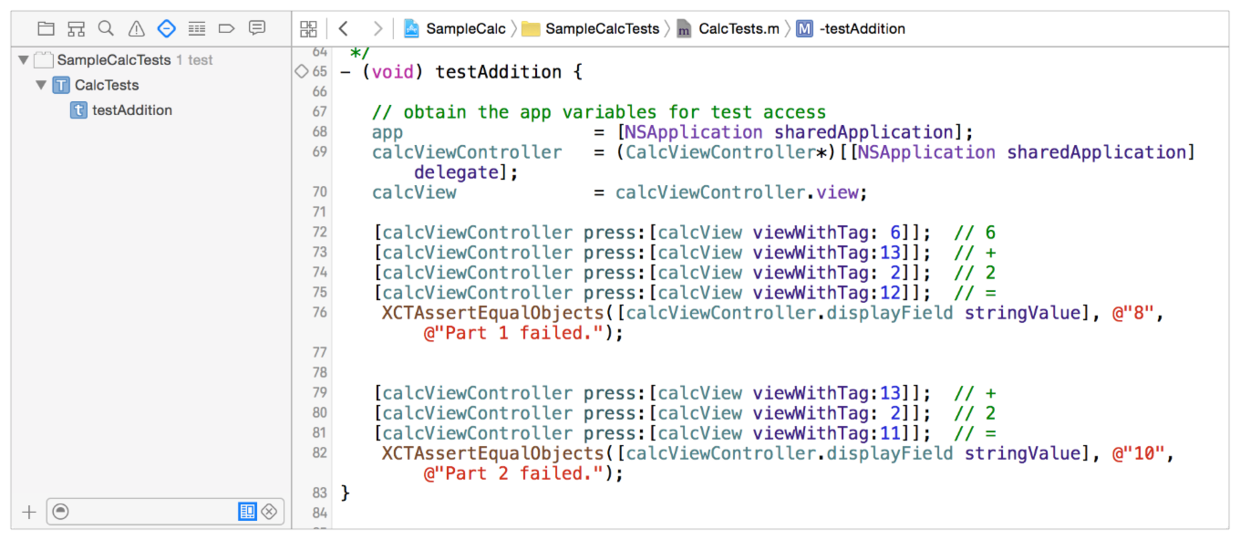 SampleCalc SampleCalcTests CalcTests.m M -testAddition
SampleCalcTests 1 test
T CalcTests
t testAddition
64 */
65 - (void) testAddition {
66
67 // obtain the app variables for test access
68 app = [NSApplication sharedApplication];
69 calcViewController = (CalcViewController*)[[NSApplication sharedApplication]
delegate];
70 calcView = calcViewController.view;
71
72 [calcViewController press:[calcView viewWithTag: 6]]; // 6
73 [calcViewController press:[calcView viewWithTag:13]]; // +
74 [calcViewController press:[calcView viewWithTag: 2]]; // 2
75 [calcViewController press:[calcView viewWithTag:12]]; // =
76 XCTAssertEqualObjects([calcViewController.displayField stringValue], @"8",
@"Part 1 failed.");
77
78
79 [calcViewController press:[calcView viewWithTag:13]]; // +
80 [calcViewController press:[calcView viewWithTag: 2]]; // 2
81 [calcViewController press:[calcView viewWithTag:11]]; // =
82 XCTAssertEqualObjects([calcViewController.displayField stringValue], @"10",
@"Part 2 failed.");
83 }
84